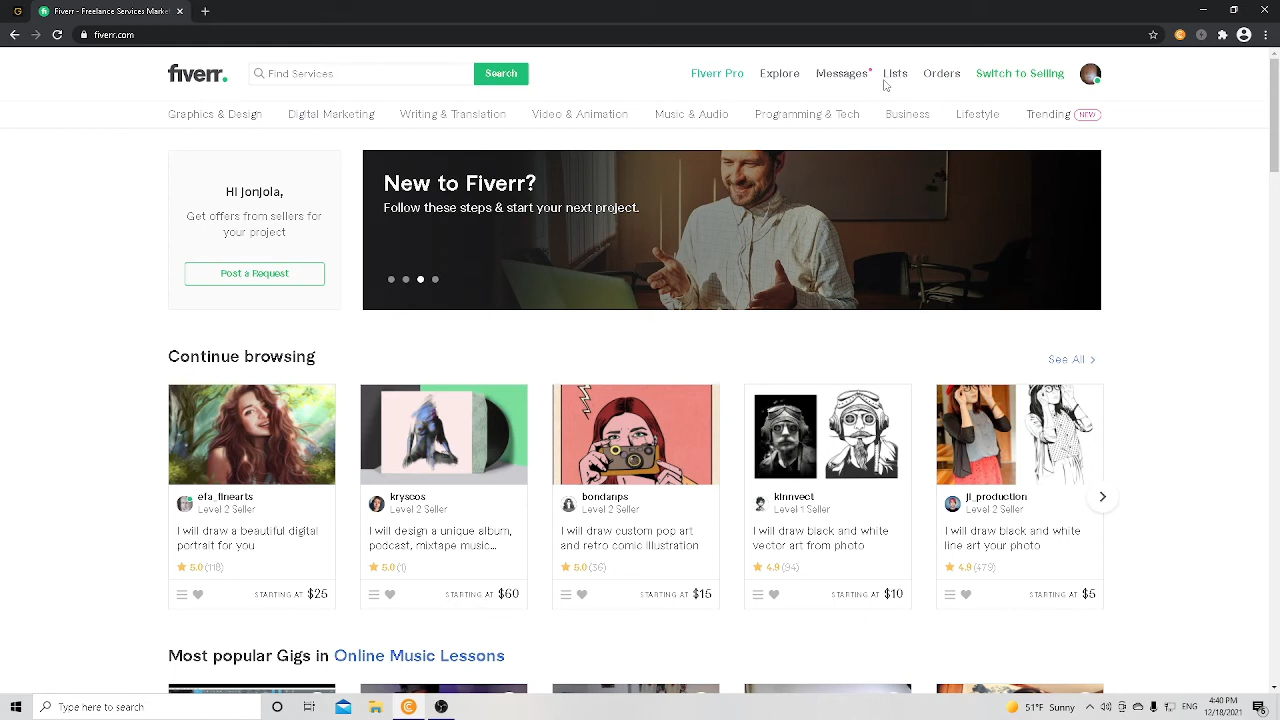 Fiverr - Freelance Services Market
fiverr.com
fiverr.
Find Services
Search
Fiverr Pro
Explore
Messages
Lists
Orders
Switch to Selling
Graphics & Design
Digital Marketing
Writing & Translation
Video & Animation
Music & Audio
Programming & Tech
Business
Lifestyle
Trending NEW
Hi Jonjola,
Get offers from sellers for
your project
Post a Request
New to Fiverr?
Follow these steps & start your next project.
Continue browsing
See All
efa_finearts
Level 2 Seller
I will draw a beautiful digital
portrait for you
5.0 (118)
STARTING AT $25
kryscos
Level 2 Seller
I will design a unique album,
podcast, mixtape music...
5.0 (1)
STARTING AT $60
bondarips
Level 2 Seller
I will draw custom pop art
and retro comic illustration
5.0 (36)
STARTING AT $15
kinnvect
Level 1 Seller
I will draw black and white
vector art from photo
4.9 (94)
STARTING AT $10
jl_production
Level 2 Seller
I will draw black and white
line art your photo
4.9 (479)
STARTING AT $5
Most popular Gigs in Online Music Lessons
Type here to search
51°F Sunny
ENG
4:40 PM
12/18/2021